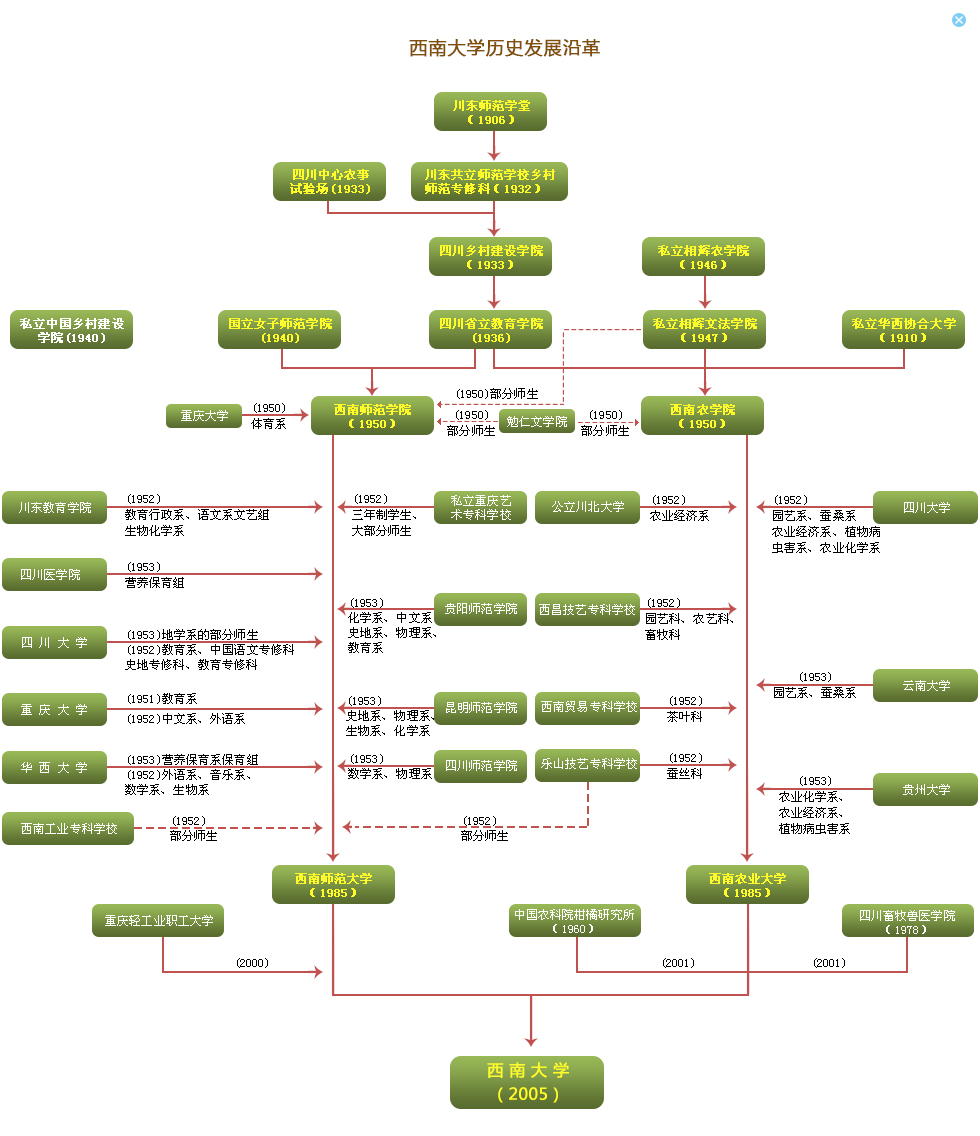 西南大学历史发展沿革
川东师范学堂
（1906）
四川中心农事
试验场(1933)
川东共立师范学校乡村
师范专修科（1932）
四川乡村建设学院
（1933）
私立相辉农学院
（1946）
私立中国乡村建设
学院(1940)
国立女子师范学院
(1940)
四川省立教育学院
(1936)
私立相辉文法学院
（1947）
私立华西协合大学
（1910）
(1950)部分师生
重庆大学
(1950)
体育系
西南师范学院
（1950）
(1950)
部分师生
勉仁文学院
(1950)
部分师生
西南农学院
（1950）
川东教育学院
(1952)
教育行政系、语文系文艺组
生物化学系
(1952)
三年制学生、
大部分师生
私立重庆艺
术专科学校
公立川北大学
(1952)
农业经济系
(1952)
园艺系、蚕桑系
农业经济系、植物病
虫害系、农业化学系
四川大学
四川医学院
(1953)
营养保育组
(1953)
化学系、中文系
史地系、物理系、
教育系
贵阳师范学院
西昌技艺专科学校
(1952)
园艺科、农艺科、
畜牧科
四川大学
(1953)地学系的部分师生
(1952)教育系、中国语文专修科
史地专修科、教育专修科
(1953)
园艺系、蚕桑系
云南大学
重庆大学
(1951)教育系
(1952)中文系、外语系
(1953)
史地系、物理系、
生物系、化学系
昆明师范学院
西南贸易专科学校
(1952)
茶叶科
华西大学
(1953)营养保育系保育组
(1952)外语系、音乐系、
数学系、生物系
(1953)
数学系、物理系
四川师范学院
乐山技艺专科学校
(1952)
蚕丝科
(1953)
农业化学系、
农业经济系、
植物病虫害系
贵州大学
西南工业专科学校
(1952)
部分师生
(1952)
部分师生
西南师范大学
（1985）
西南农业大学
（1985）
重庆轻工业职工大学
中国农科院柑橘研究所
（1960）
四川畜牧兽医学院
（1978）
(2000)
(2001)
(2001)
西南大学
（2005）